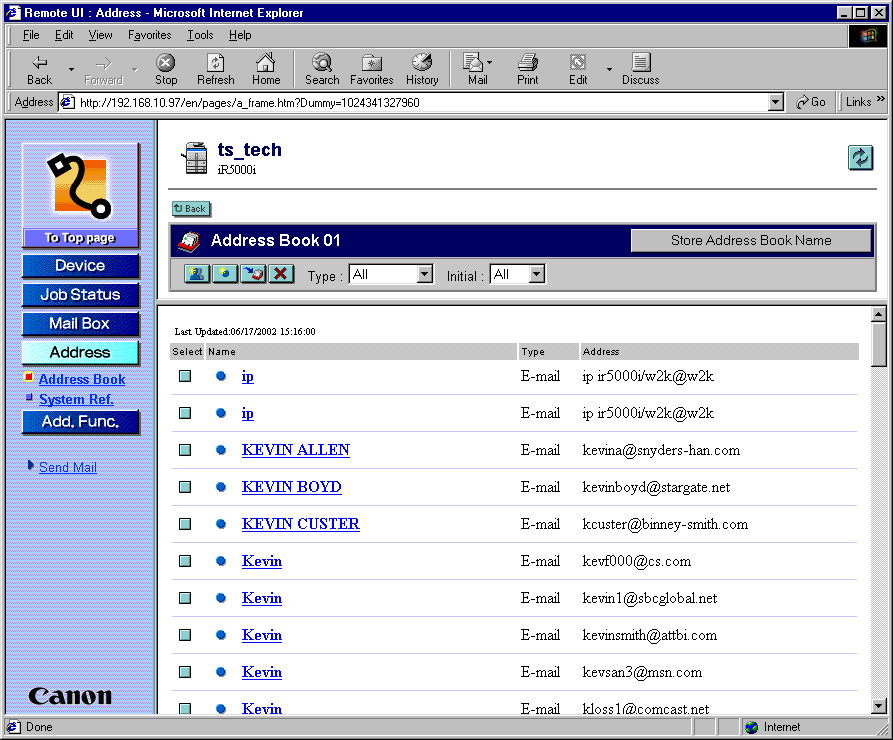 Remote UI : Address - Microsoft Internet Explorer
File Edit View Favorites Tools Help
Back Forward Stop Refresh Home Search Favorites History Mail Print Edit Discuss
Address http://192.168.10.97/en/pages/a_frame.htm?Dummy=1024341327960 Go Links »
To Top page
Device
Job Status
Mail Box
Address
Address Book
System Ref.
Add. Func.
Send Mail
Canon
ts_tech
iR5000i
Back
Address Book 01 Store Address Book Name
Type : All Initial : All
Last Updated:06/17/2002 15:16:00
Select Name Type Address
ip E-mail ip ir5000i/w2k@w2k
ip E-mail ip ir5000i/w2k@w2k
KEVIN ALLEN E-mail kevina@snyders-han.com
KEVIN BOYD E-mail kevinboyd@stargate.net
KEVIN CUSTER E-mail kcuster@binney-smith.com
Kevin E-mail kevf000@cs.com
Kevin E-mail kevin1@sbcglobal.net
Kevin E-mail kevinsmith@attbi.com
Kevin E-mail kevsan3@msn.com
Kevin E-mail kloss1@comcast.net
Done Internet